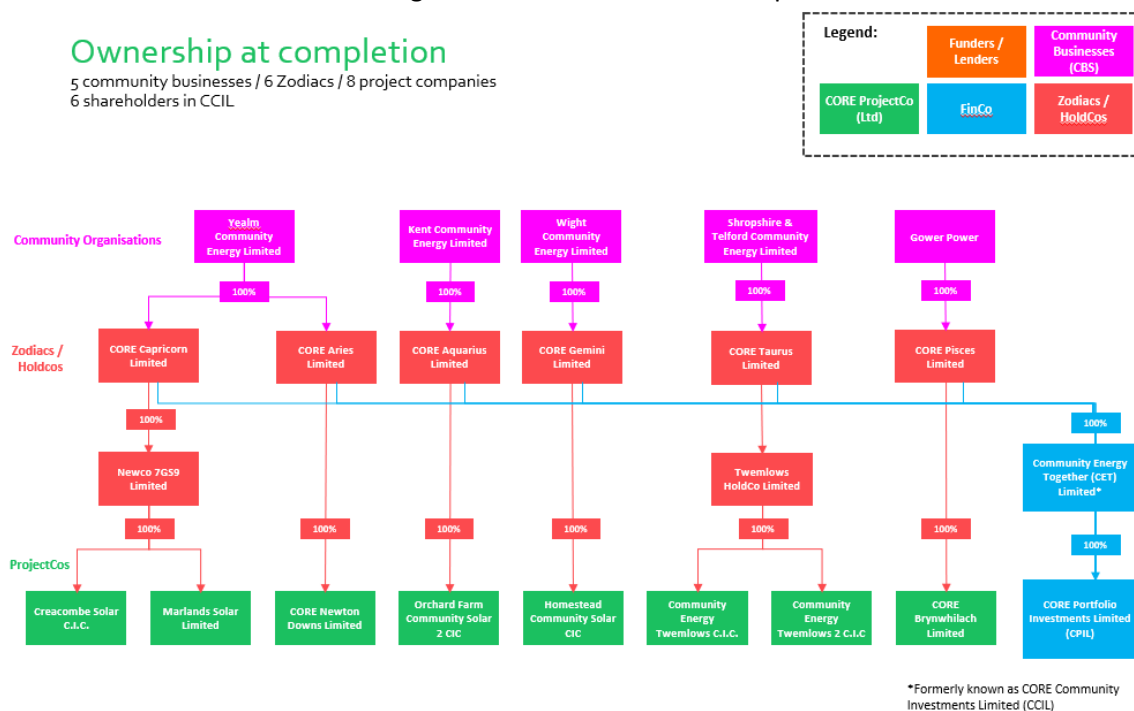 Ownership at completion
5 community businesses / 6 Zodiacs / 8 project companies
6 shareholders in CCIL
Legend:
Funders /
Lenders
Community
Businesses
(CBS)
CORE ProjectCo
(Ltd)
FinCo
Zodiacs /
HoldCos
Community Organisations
Yealm
Community
Energy Limited
Kent Community
Energy Limited
Wight
Community
Energy Limited
Shropshire &
Telford Community
Energy Limited
Gower Power
100%
100%
100%
100%
100%
Zodiacs /
Holdcos
CORE Capricorn
Limited
CORE Aries
Limited
CORE Aquarius
Limited
CORE Gemini
Limited
CORE Taurus
Limited
CORE Pisces
Limited
100%
100%
Newco 7GS9
Limited
Twemlows
HoldCo Limited
Community Energy
Together (CET)
Limited*
100%
100%
100%
100%
100%
100%
100%
ProjectCos
Creacombe Solar
C.I.C.
Marlands Solar
Limited
CORE Newton
Downs Limited
Orchard Farm
Community Solar
2 CIC
Homestead
Community Solar
CIC
Community
Energy
Twemlows C.I.C.
Community
Energy
Twemlows 2 C.I.C
CORE
Brynwhilach
Limited
CORE Portfolio
Investments Limited
(CPIL)
*Formerly known as CORE Community
Investments Limited (CCIL)